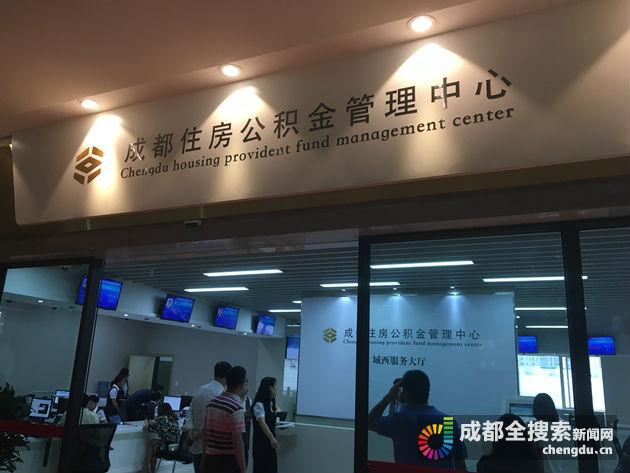 成都住房公积金管理中心
Chengdu housing provident fund management center
成都住房公积金管理中心
Chengdu housing provident fund management center
城西服务大厅
成都全搜索新闻网
chengdu.cn